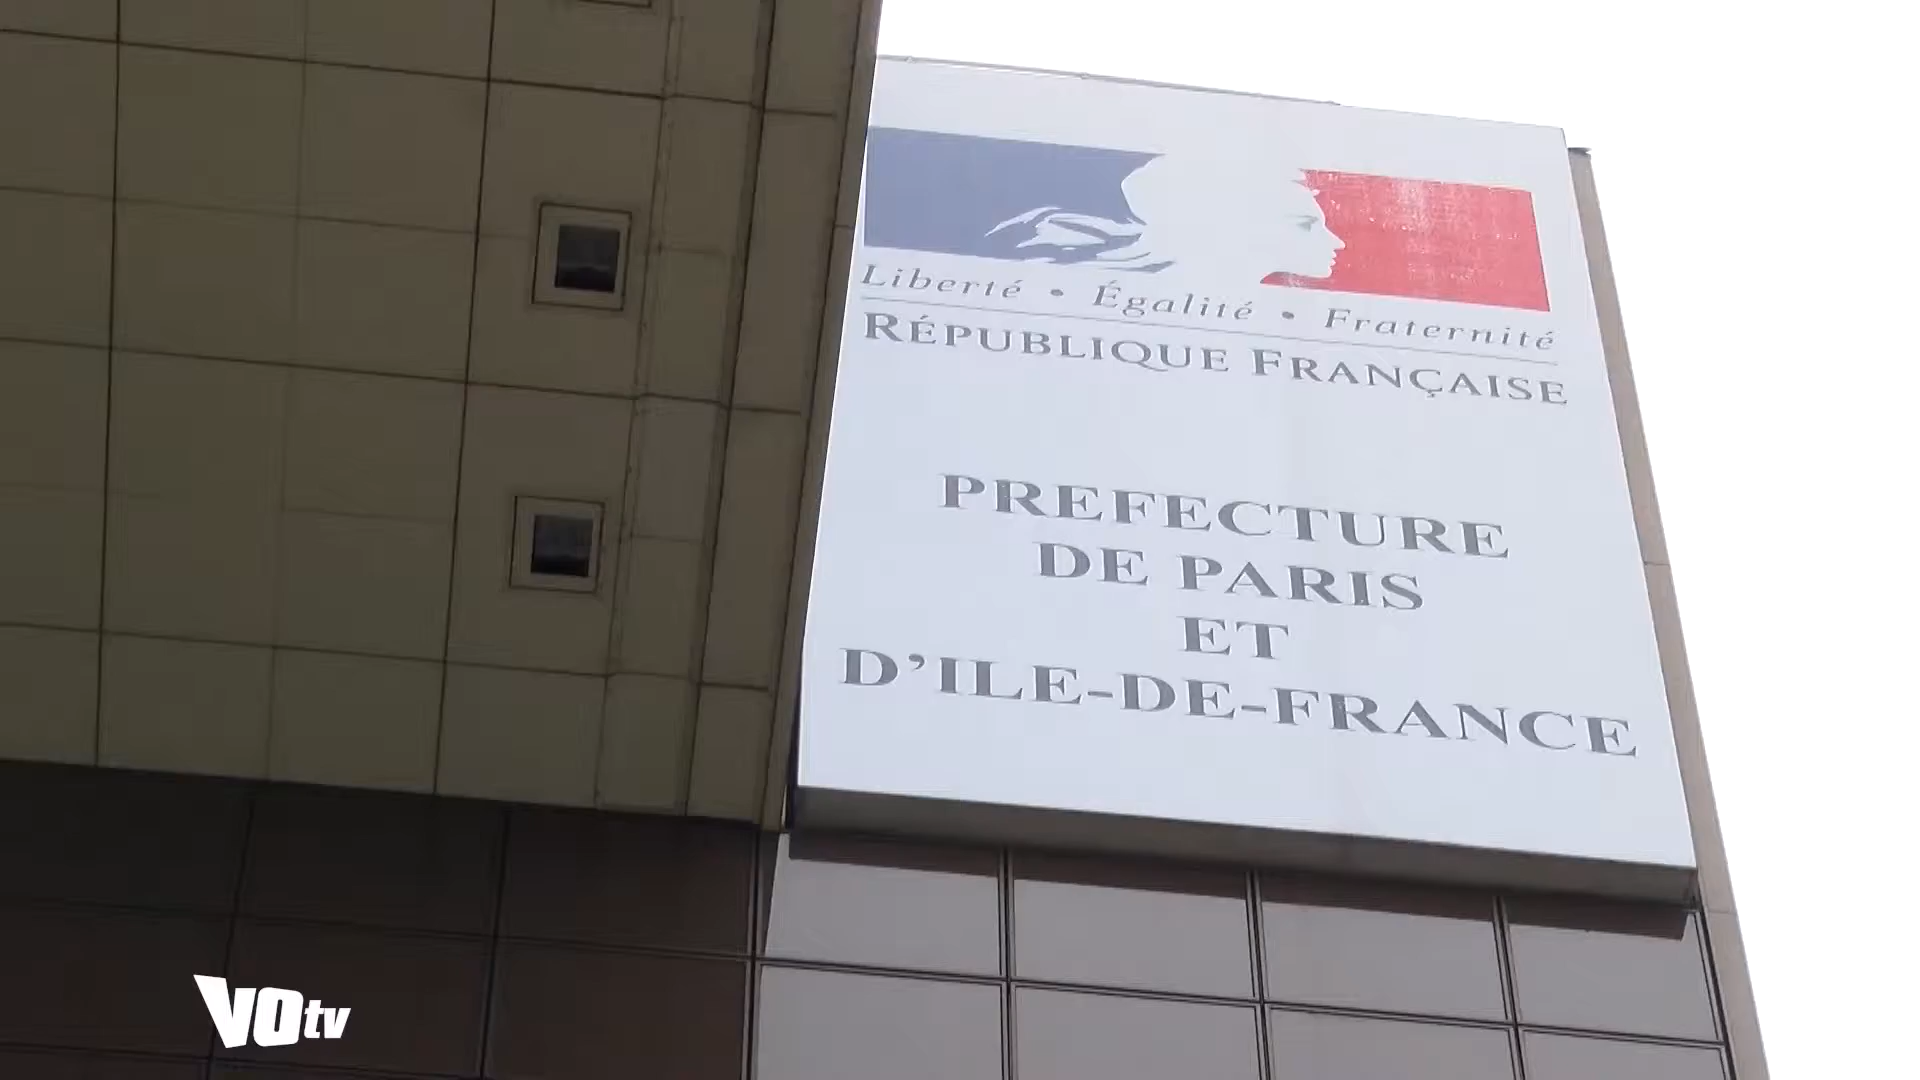 Liberté • Égalité • Fraternité
RÉPUBLIQUE FRANÇAISE
PREFECTURE
DE PARIS
ET
D’ILE-DE-FRANCE
VOtv